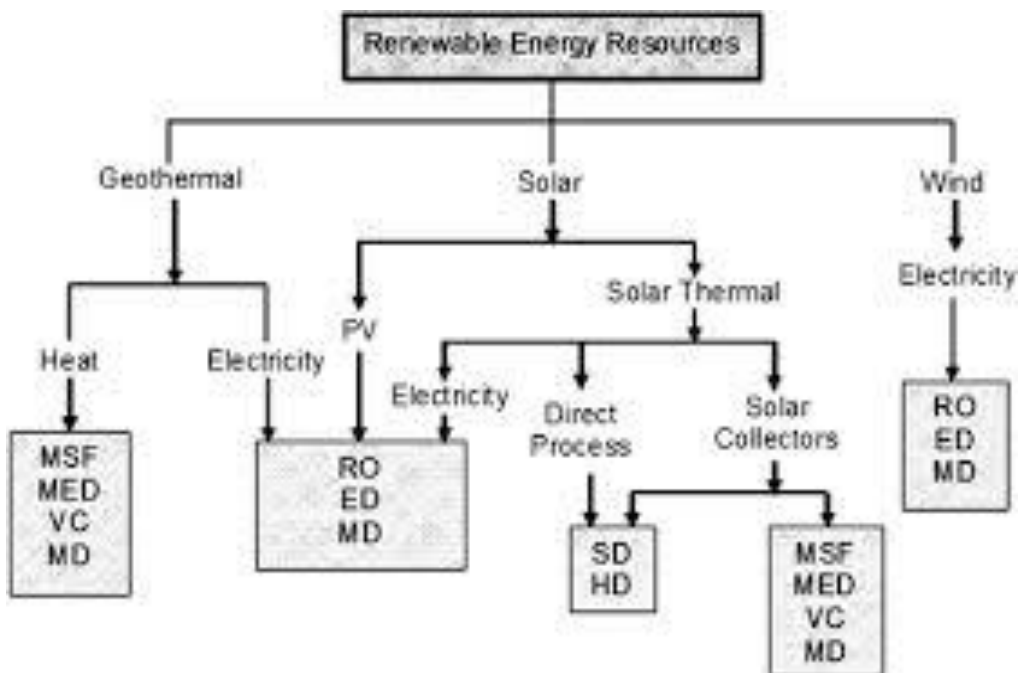 Renewable Energy Resources
Geothermal
Solar
Wind
Solar Thermal
Electricity
Heat
Electricity
PV
Electricity
Direct
Process
Solar
Collectors
MSF
MED
VC
MD
RO
ED
MD
SD
HD
MSF
MED
VC
MD
RO
ED
MD